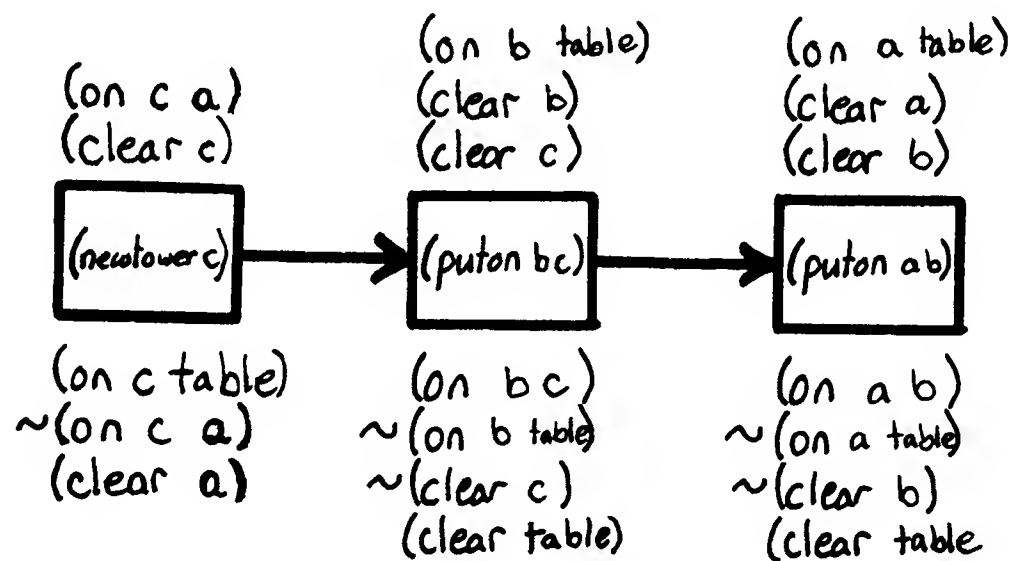 (on c a)
(clear c)
(newtower c)
(on c table)
~(on c a)
(clear a)
(on b table)
(clear b)
(clear c)
(puton b c)
(on b c)
~(on b table)
~(clear c)
(clear table)
(on a table)
(clear a)
(clear b)
(puton a b)
(on a b)
~(on a table)
~(clear b)
(clear table